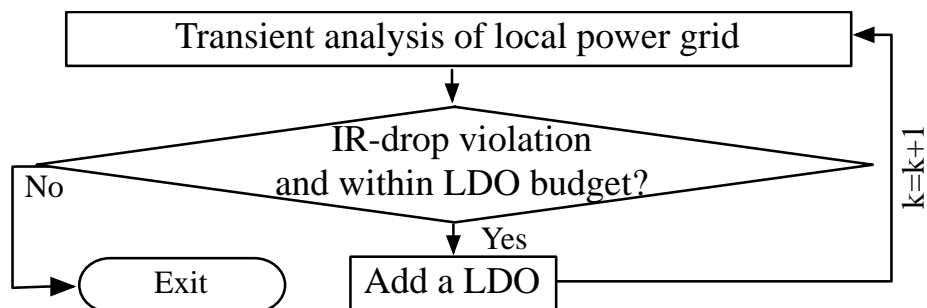 Transient analysis of local power grid
IR-drop violation
and within LDO budget?
No
Yes
k=k+1
Exit
Add a LDO